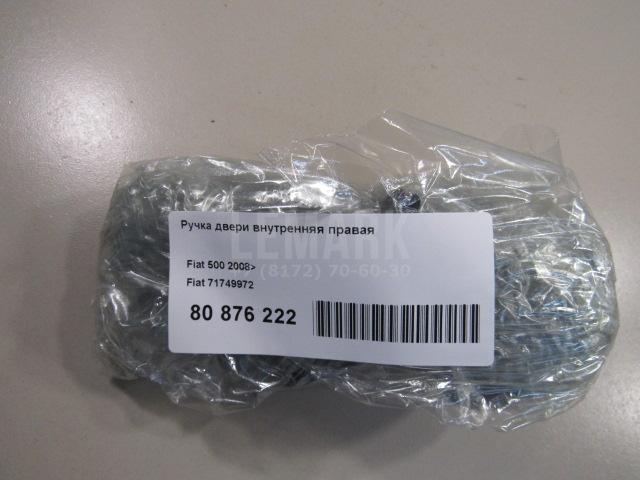 Ручка двери внутренняя правая
LEMARK
(8172) 70-60-30
Fiat 500 2008>
Fiat 71749972
80 876 222